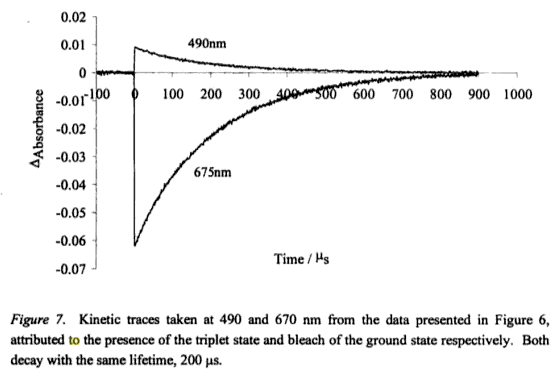 0.02
0.01
490nm
0
-100 0 100 200 300 400 500 600 700 800 900 1000
-0.01
-0.02
ΔAbsorbance
-0.03
675nm
-0.04
-0.05
-0.06
Time / μs
-0.07
Figure 7. Kinetic traces taken at 490 and 670 nm from the data presented in Figure 6,
attributed to the presence of the triplet state and bleach of the ground state respectively. Both
decay with the same lifetime, 200 μs.